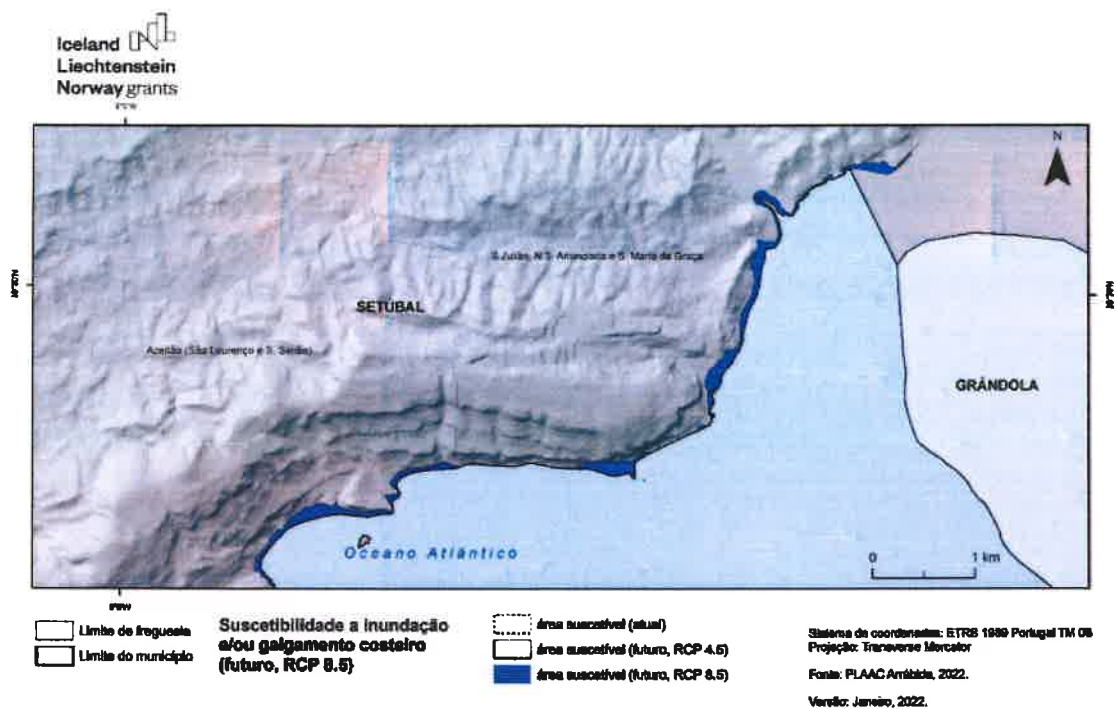 Iceland
Liechtenstein
Norway grants
N
S. Julião, N. S. Anunciada e S. Maria da Graça
SETÚBAL
Azeitão (São Lourenço e S. Simão)
GRÂNDOLA
Oceano Atlântico
0 1 km
Limite de freguesia
Limite do município
Suscetibilidade a inundação
e/ou galgamento costeiro
(futuro, RCP 8.5)
área suscetível (atual)
área suscetível (futuro, RCP 4.5)
área suscetível (futuro, RCP 8.5)
Sistema de coordenadas: ETRS 1989 Portugal TM 06
Projeção: Transverse Mercator
Fonte: PLAAC Arrábida, 2022.
Versão: Janeiro, 2022.